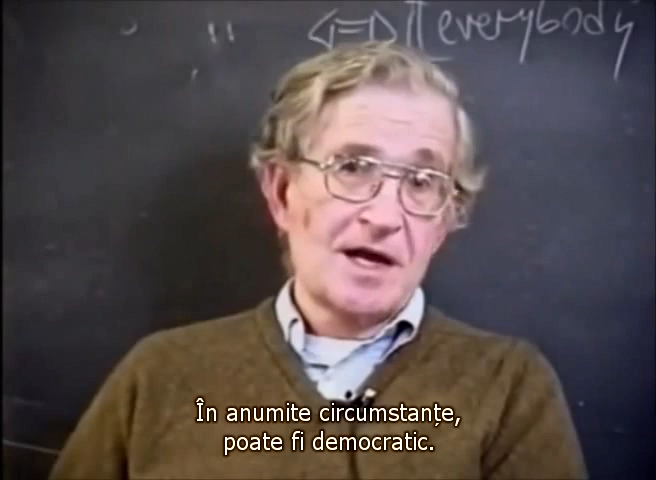 everybody
În anumite circumstanțe,
poate fi democratic.